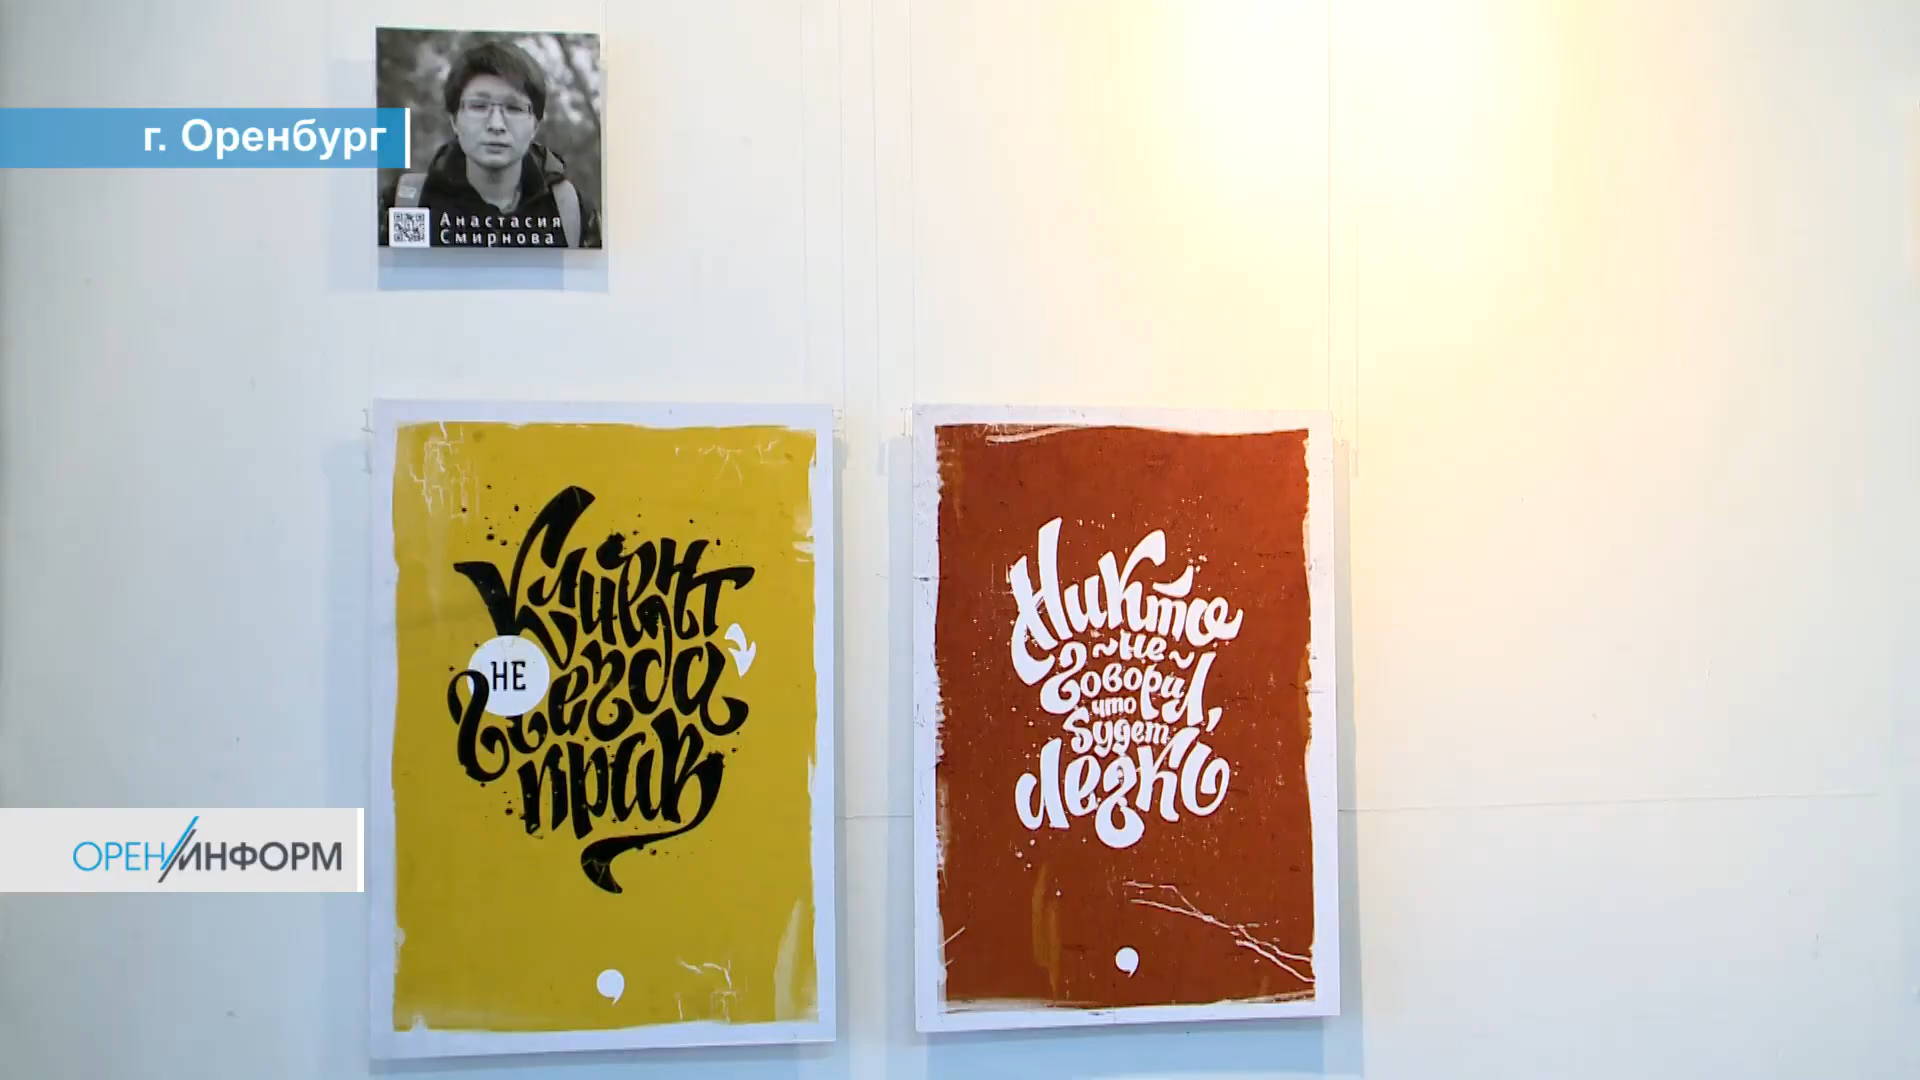 г. Оренбург
Анастасия
Смирнова
Клиент
не
всегда
прав
Никто
~не~
говорил,
что
будет
легко
ОРЕНИНФОРМ